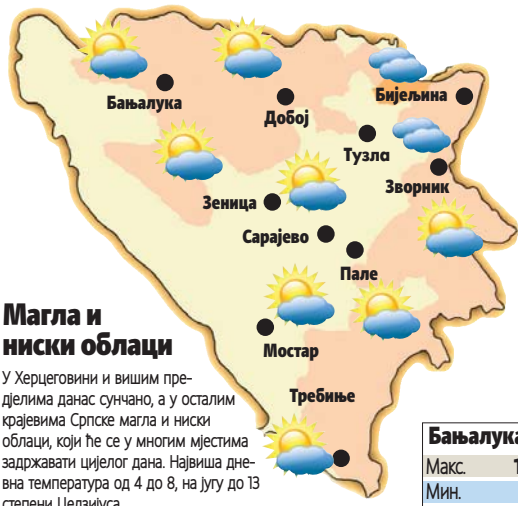 Бањалука
Добој
Бијељина
Тузла
Зворник
Зеница
Сарајево
Пале
Мостар
Требиње
Магла и
ниски облаци
У Херцеговини и вишим пре-
дјелима данас сунчано, а у осталим
крајевима Српске магла и ниски
облаци, који ће се у многим мјестима
задржавати цијелог дана. Највиша дне-
вна температура од 4 до 8, на југу до 13
степени Целзијуса
Бањалука
Макс.
Мин.